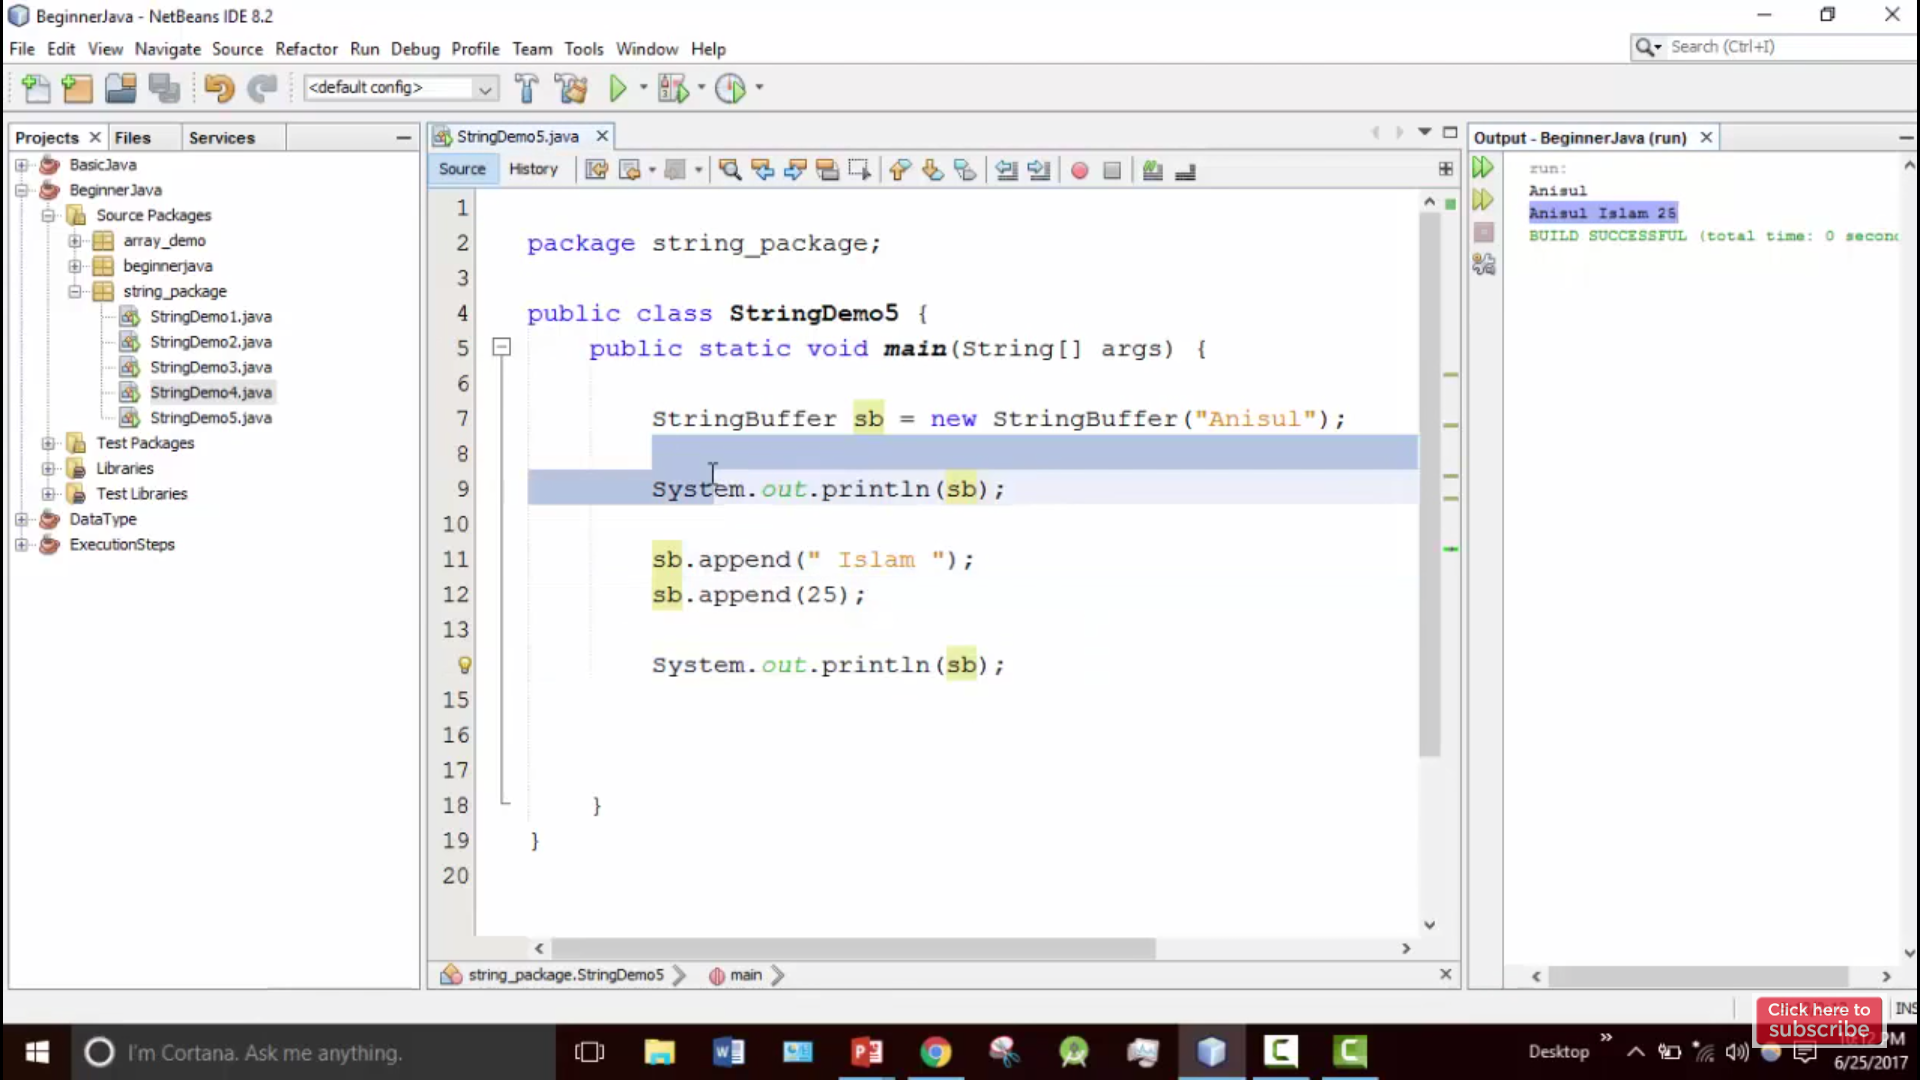 BeginnerJava - NetBeans IDE 8.2
File Edit View Navigate Source Refactor Run Debug Profile Team Tools Window Help
Search (Ctrl+I)
<default config>
Projects Files Services
BasicJava
BeginnerJava
Source Packages
array_demo
beginnerjava
string_package
StringDemo1.java
StringDemo2.java
StringDemo3.java
StringDemo4.java
StringDemo5.java
Test Packages
Libraries
Test Libraries
DataType
ExecutionSteps
StringDemo5.java
Source History
1
2 package string_package;
3
4 public class StringDemo5 {
5 public static void main(String[] args) {
6
7 StringBuffer sb = new StringBuffer("Anisul");
8
9 System.out.println(sb);
10
11 sb.append(" Islam ");
12 sb.append(25);
13
System.out.println(sb);
15
16
17
18 }
19 }
20
string_package.StringDemo5 main
Output - BeginnerJava (run)
run:
Anisul
Anisul Islam 25
BUILD SUCCESSFUL (total time: 0 secon
INS
Click here to
subscribe
I'm Cortana. Ask me anything.
Desktop
PM
6/25/2017